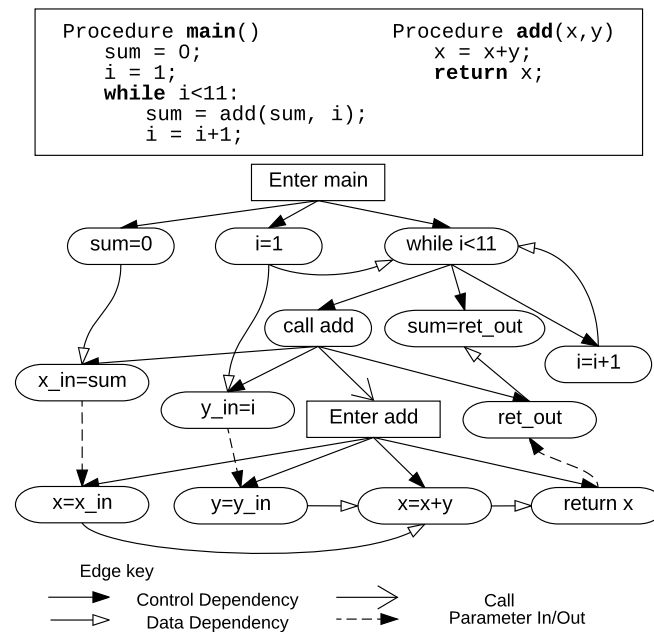 Procedure main()
sum = 0;
i = 1;
while i<11:
sum = add(sum, i);
i = i+1;
Procedure add(x,y)
x = x+y;
return x;
Enter main
sum=0
i=1
while i<11
call add
sum=ret_out
i=i+1
x_in=sum
y_in=i
Enter add
ret_out
x=x_in
y=y_in
x=x+y
return x
Edge key
Control Dependency
Call
Data Dependency
Parameter In/Out